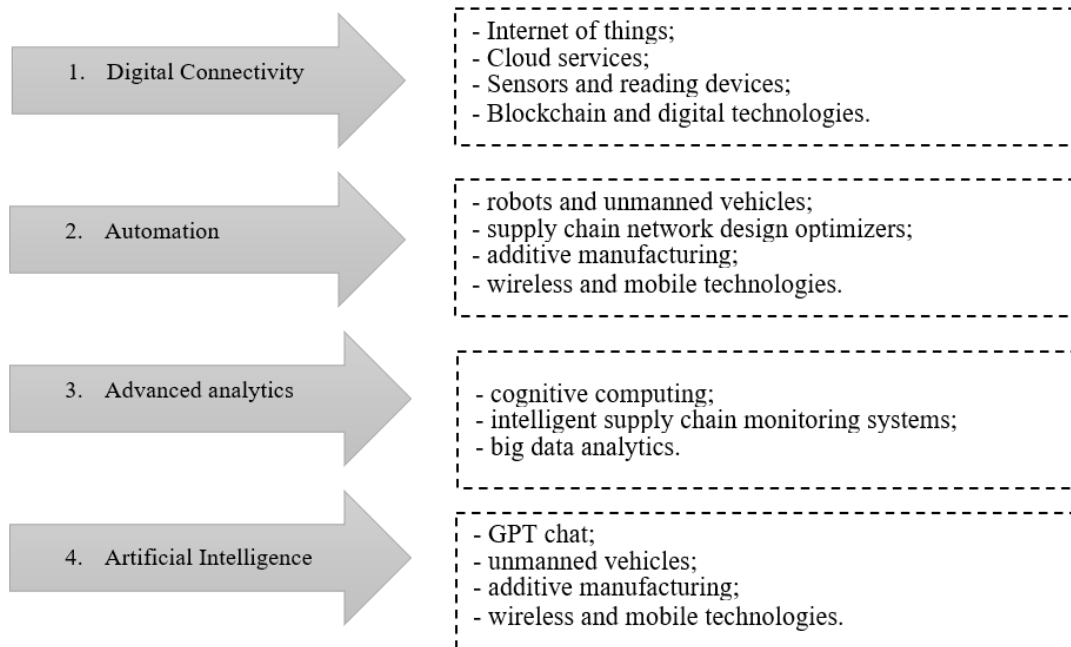 1. Digital Connectivity
- Internet of things;
- Cloud services;
- Sensors and reading devices;
- Blockchain and digital technologies.
2. Automation
- robots and unmanned vehicles;
- supply chain network design optimizers;
- additive manufacturing;
- wireless and mobile technologies.
3. Advanced analytics
- cognitive computing;
- intelligent supply chain monitoring systems;
- big data analytics.
4. Artificial Intelligence
- GPT chat;
- unmanned vehicles;
- additive manufacturing;
- wireless and mobile technologies.